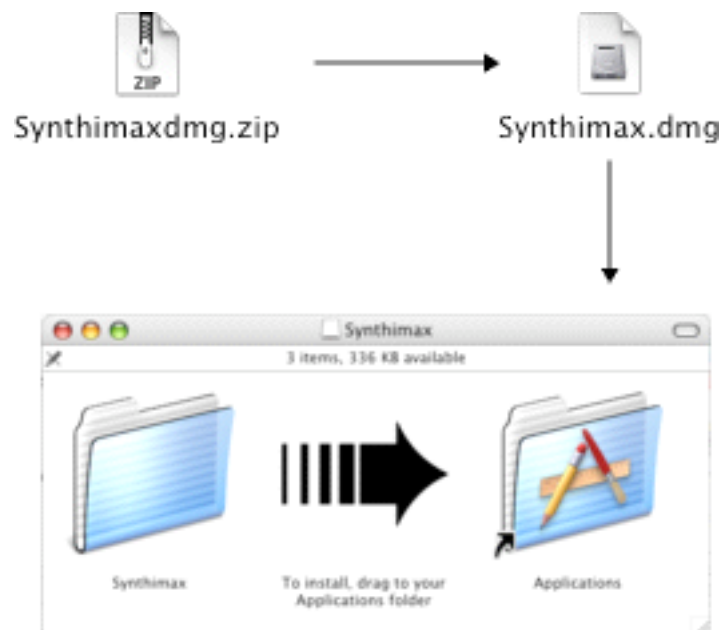 ZIP
Synthimaxdmg.zip
Synthimax.dmg
Synthimax
3 items, 336 KB available
Synthimax
To install, drag to your
Applications folder
Applications